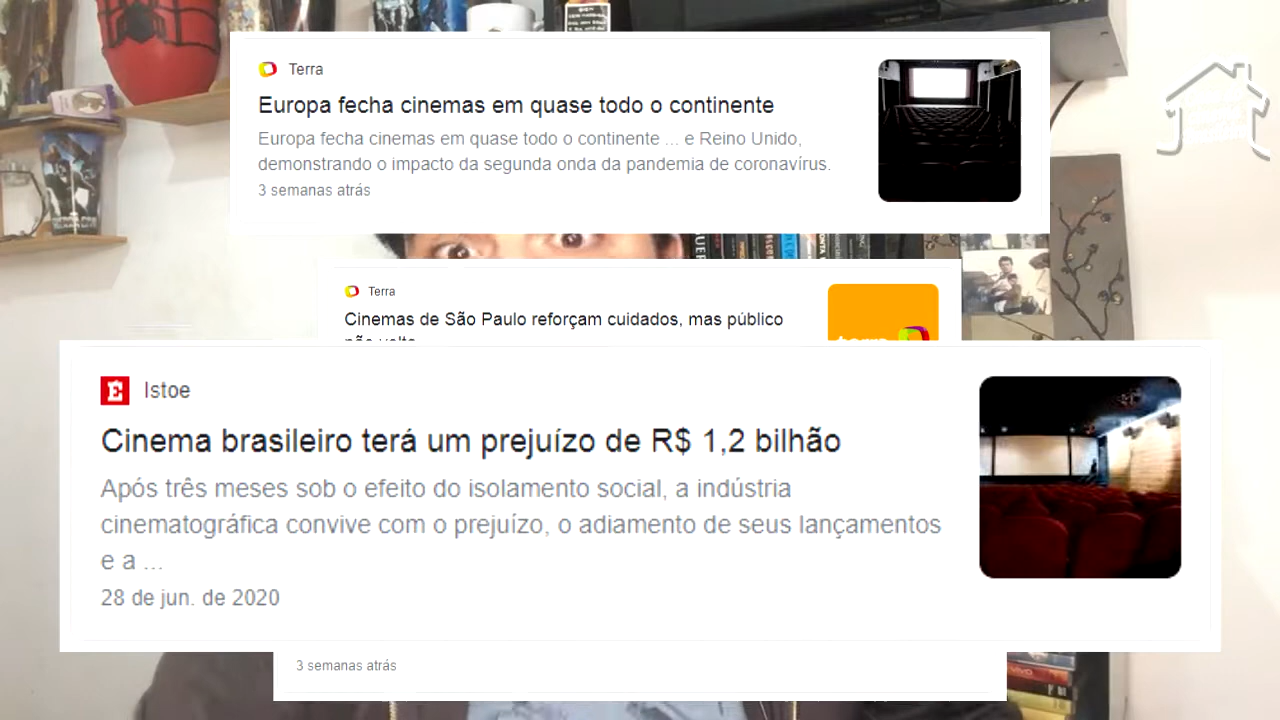 Terra
Europa fecha cinemas em quase todo o continente
Europa fecha cinemas em quase todo o continente ... e Reino Unido,
demonstrando o impacto da segunda onda da pandemia de coronavírus.
3 semanas atrás
Terra
Cinemas de São Paulo reforçam cuidados, mas público
não volta
Istoe
Cinema brasileiro terá um prejuízo de R$ 1,2 bilhão
Após três meses sob o efeito do isolamento social, a indústria
cinematográfica convive com o prejuízo, o adiamento de seus lançamentos
e a ...
28 de jun. de 2020
3 semanas atrás